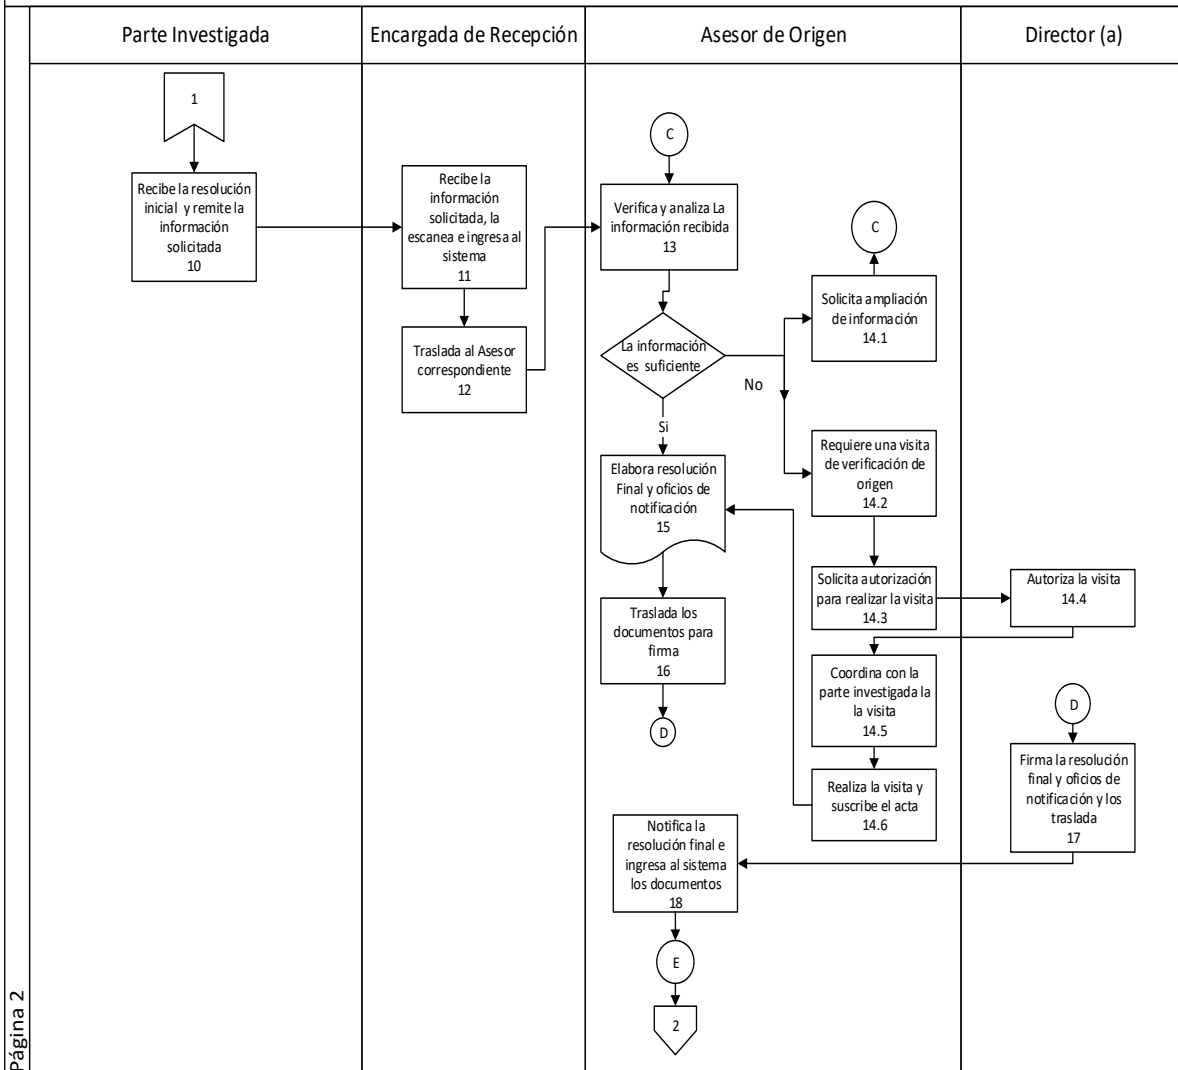 Parte Investigada
Encargada de Recepción
Asesor de Origen
Director (a)
1
Recibe la resolución
inicial y remite la
información
solicitada
10
Recibe la
información
solicitada, la
escanea e ingresa al
sistema
11
Traslada al Asesor
correspondiente
12
C
Verifica y analiza La
información recibida
13
La información
es suficiente
No
Si
C
Solicita ampliación
de información
14.1
Requiere una visita
de verificación de
origen
14.2
Solicita autorización
para realizar la visita
14.3
Autoriza la visita
14.4
Coordina con la
parte investigada la
la visita
14.5
Realiza la visita y
suscribe el acta
14.6
Elabora resolución
Final y oficios de
notificación
15
Traslada los
documentos para
firma
16
D
D
Firma la resolución
final y oficios de
notificación y los
traslada
17
Notifica la
resolución final e
ingresa al sistema
los documentos
18
E
2
Página 2